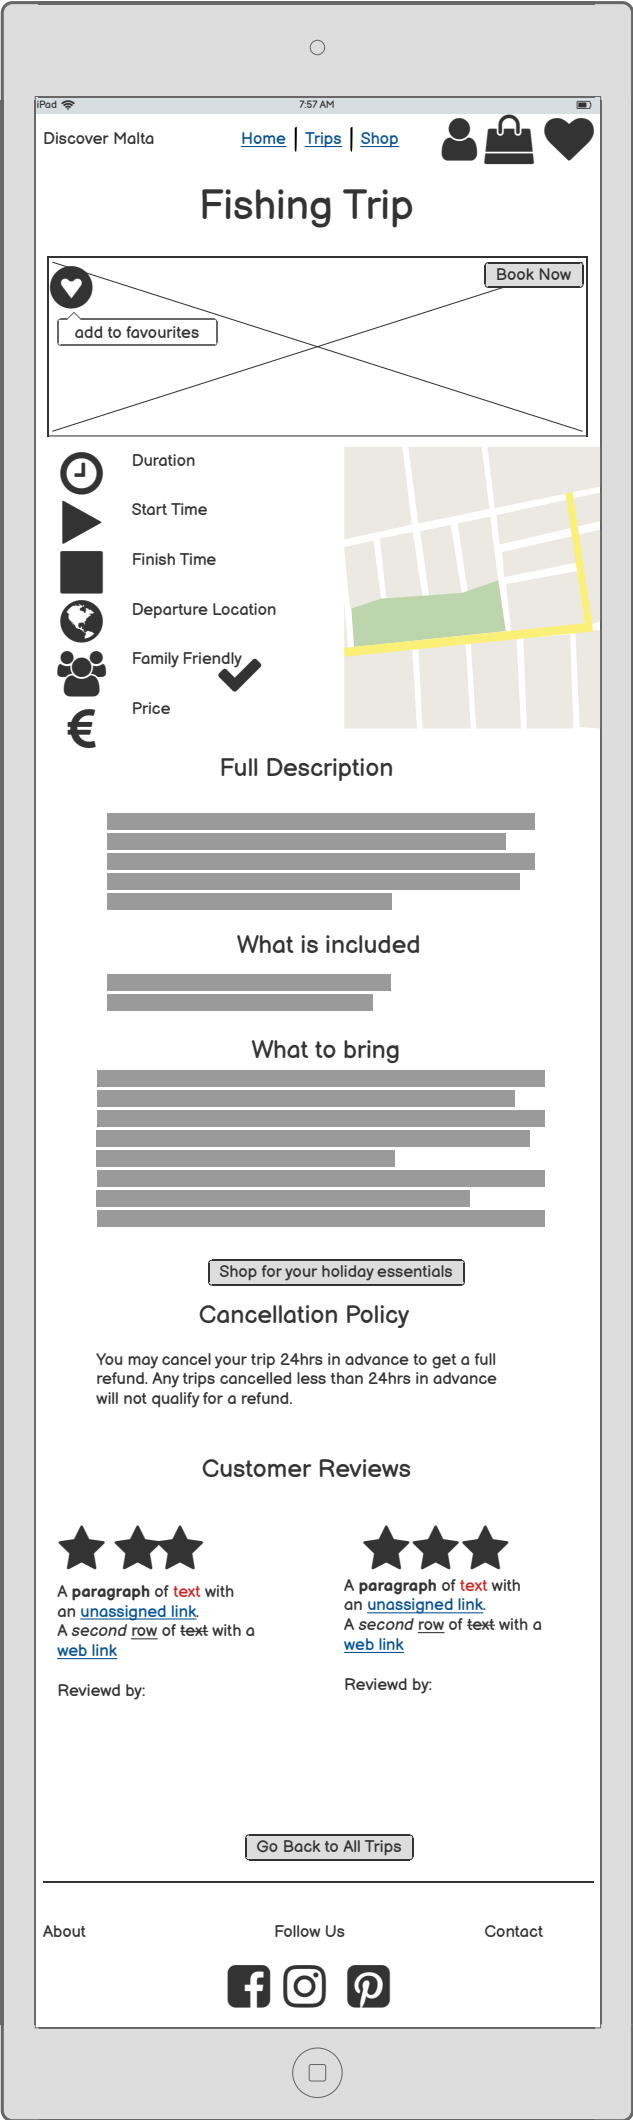 iPad 7:57 AM
Discover Malta Home Trips Shop
Fishing Trip
Book Now
add to favourites
Duration
Start Time
Finish Time
Departure Location
Family Friendly
€ Price
Full Description
What is included
What to bring
Shop for your holiday essentials
Cancellation Policy
You may cancel your trip 24hrs in advance to get a full
refund. Any trips cancelled less than 24hrs in advance
will not qualify for a refund.
Customer Reviews
A paragraph of text with
an unassigned link.
A second row of text with a
web link
Reviewd by:
A paragraph of text with
an unassigned link.
A second row of text with a
web link
Reviewd by:
Go Back to All Trips
About Follow Us Contact